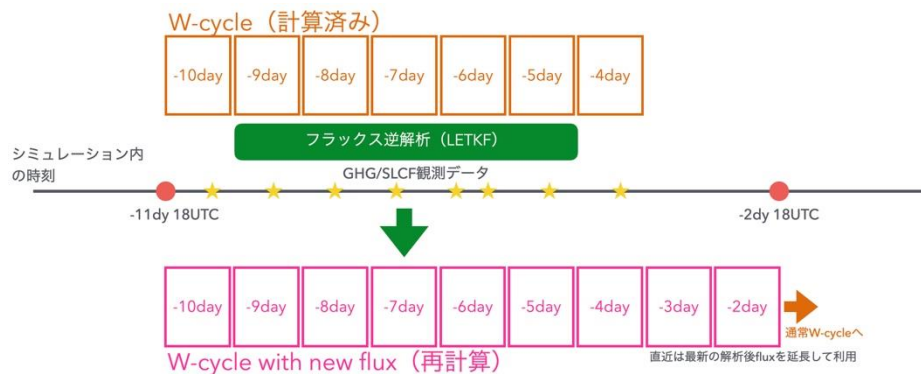 W-cycle（計算済み）
-10day
-9day
-8day
-7day
-6day
-5day
-4day
フラックス逆解析（LETKF）
シミュレーション内
の時刻
GHG/SLCF観測データ
-11dy 18UTC
-2dy 18UTC
-10day
-9day
-8day
-7day
-6day
-5day
-4day
-3day
-2day
通常W-cycleへ
W-cycle with new flux（再計算）
直近は最新の解析後fluxを延長して利用